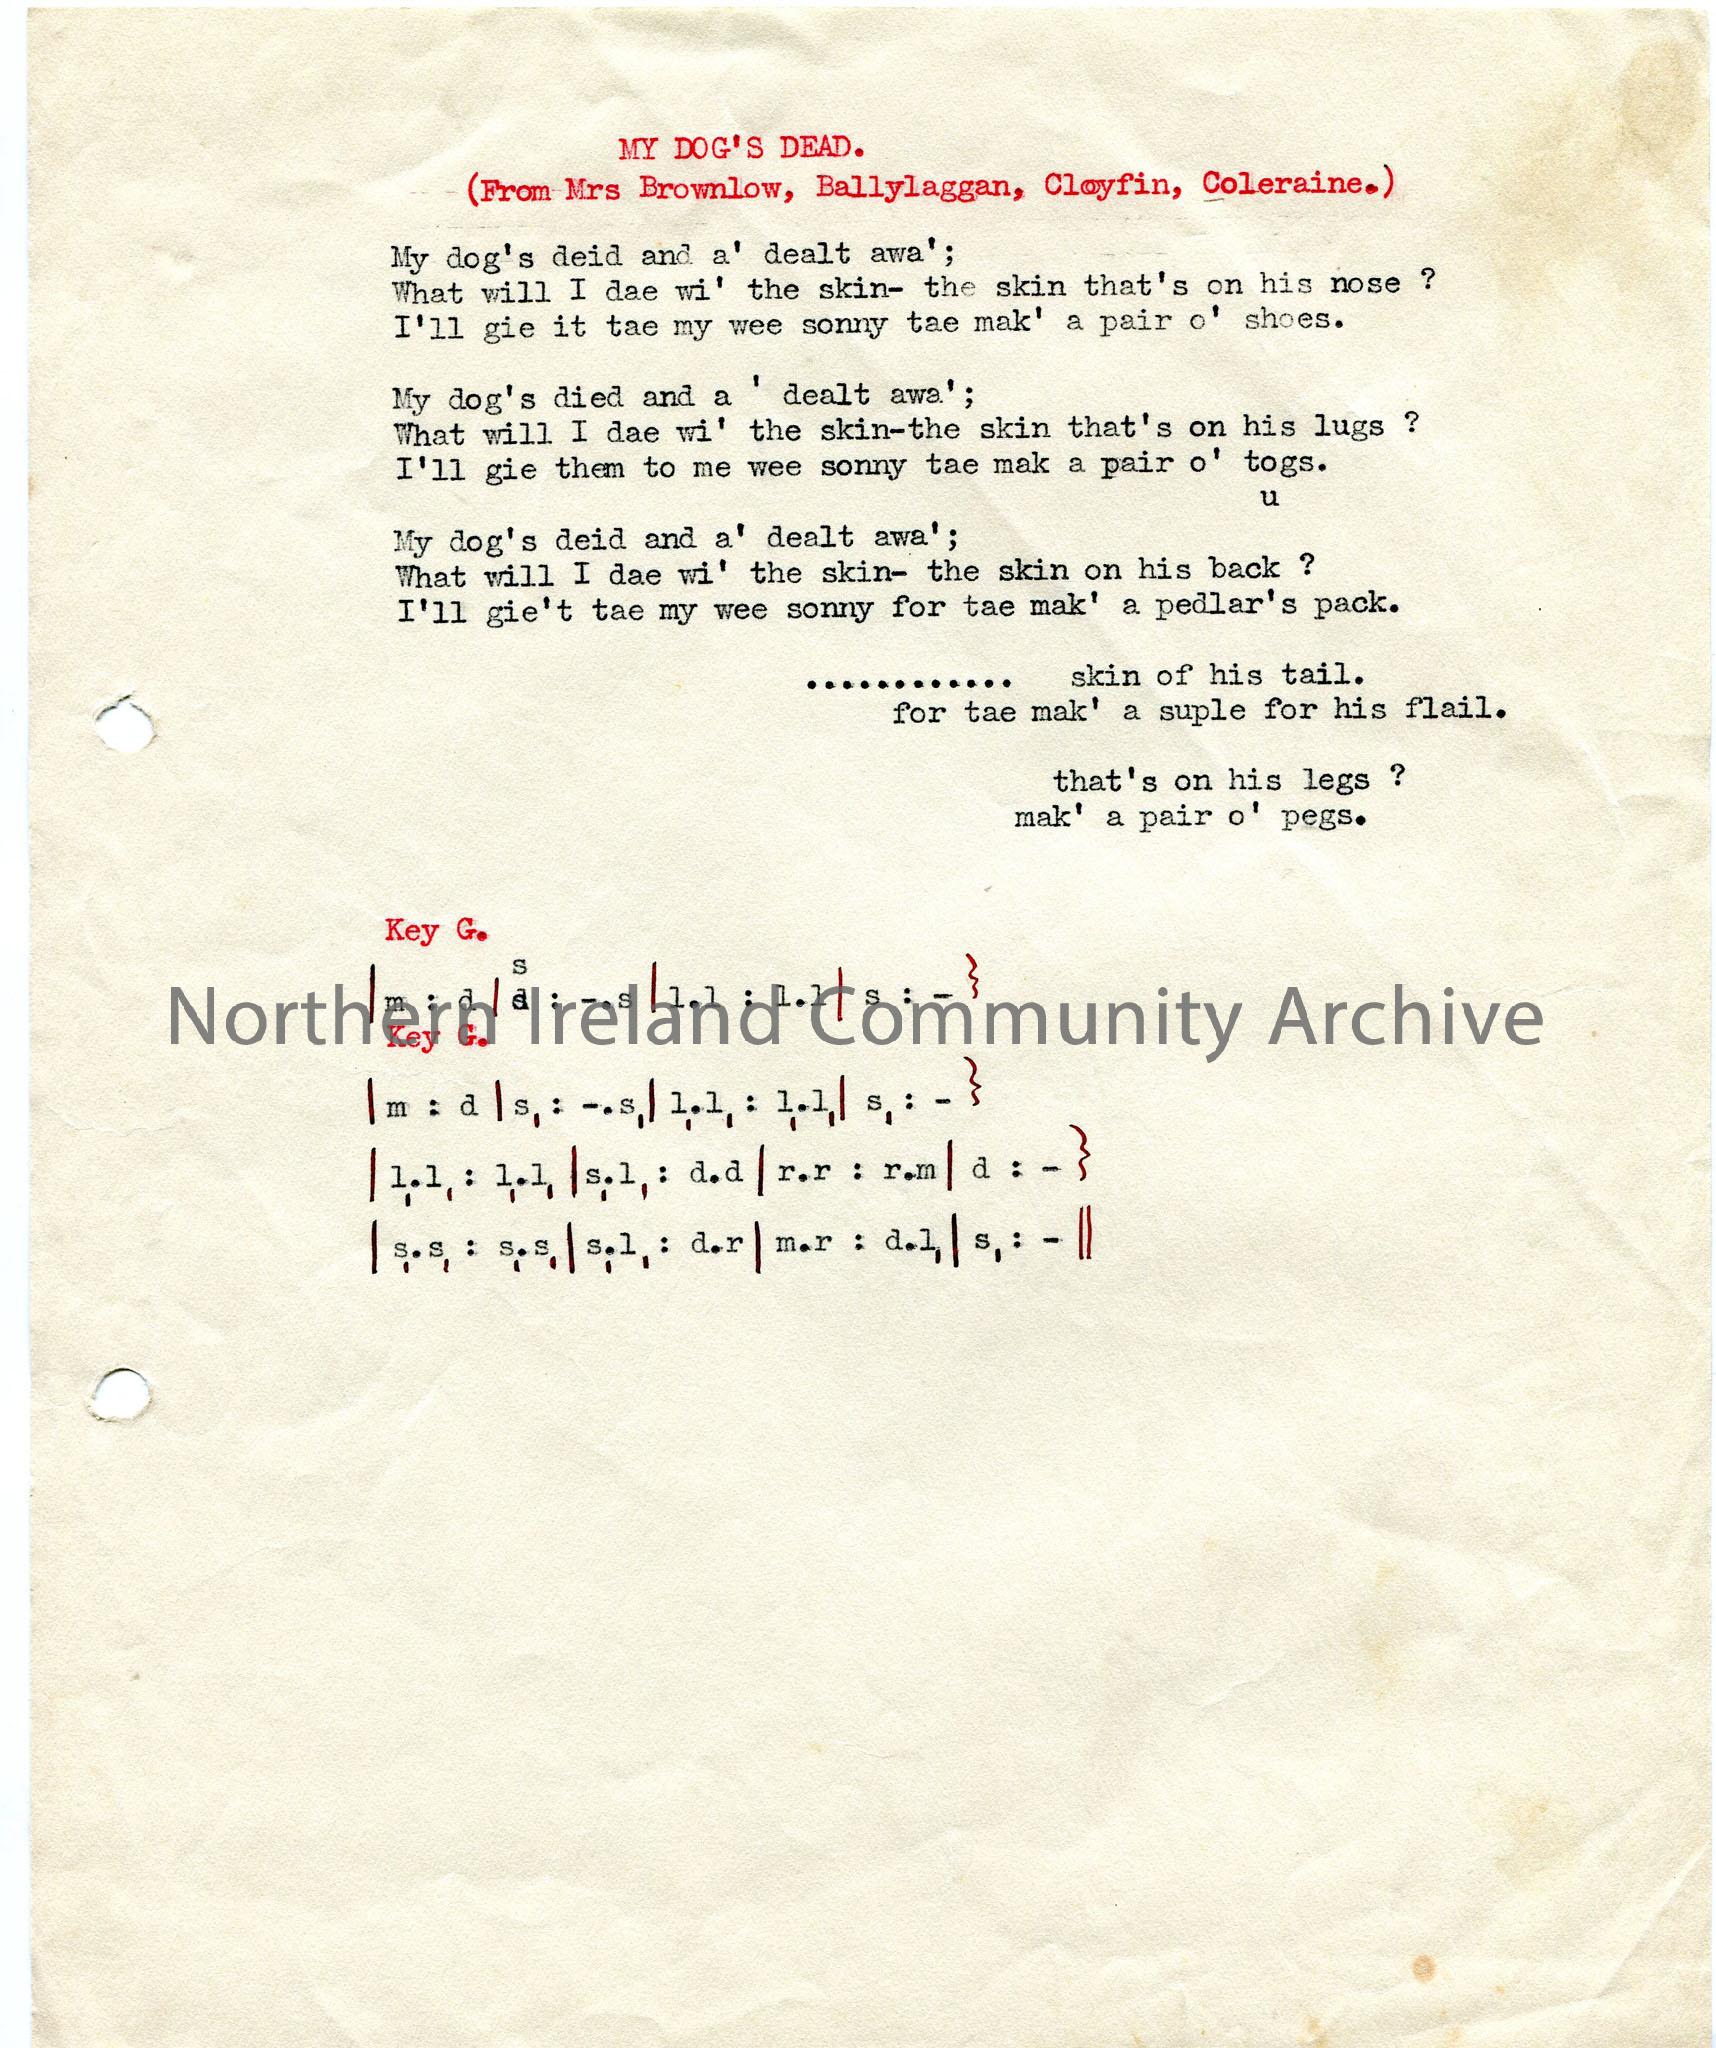 MY DOG'S DEAD.
(From Mrs Brownlow, Ballylaggan, Cloyfin, Coleraine.)
My dog's deid and a' dealt awa';
What will I dae wi' the skin- the skin that's on his nose ?
I'll gie it tae my wee sonny tae mak' a pair o' shoes.
My dog's died and a ' dealt awa';
What will I dae wi' the skin-the skin that's on his lugs ?
I'll gie them to me wee sonny tae mak a pair o' togs.
u
My dog's deid and a' dealt awa';
What will I dae wi' the skin- the skin on his back ?
I'll gie't tae my wee sonny for tae mak' a pedlar's pack.
............ skin of his tail.
for tae mak' a suple for his flail.
that's on his legs ?
mak' a pair o' pegs.
Key G.
s
|m : d | d : -.s | l.l : l.l | s : - }
Northern Ireland Community Archive
Key G.
| m : d | s, : -.s, | l,.l, : l,.l, | s, : - }
| l,.l, : l,.l, | s,.l, : d.d | r.r : r.m | d : - }
| s,.s, : s,.s, | s,.l, : d.r | m.r : d.l, | s, : - ||